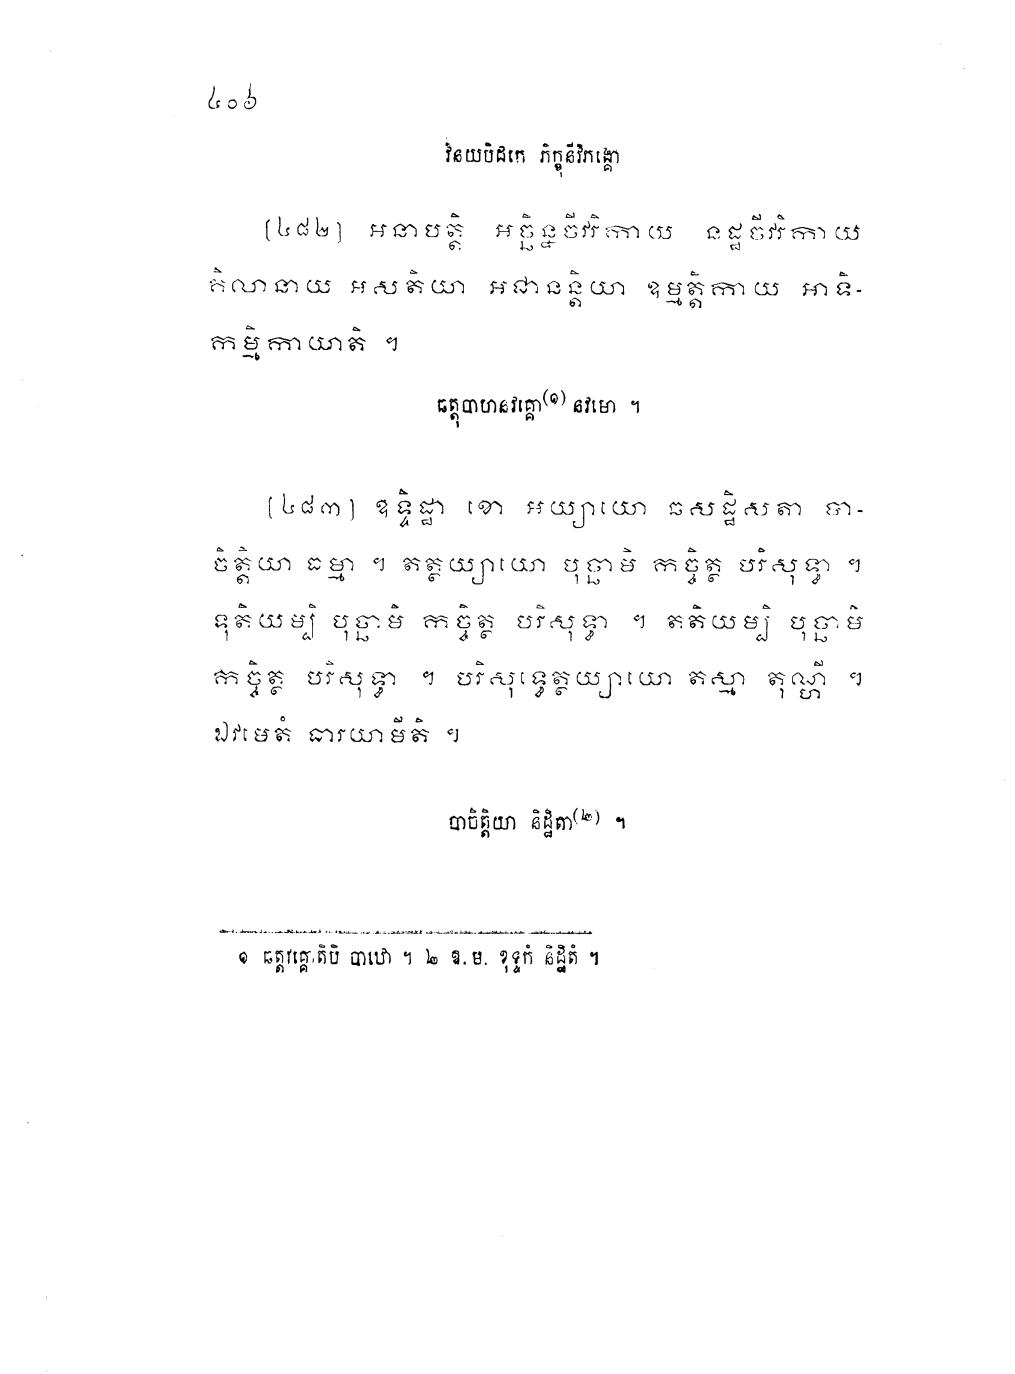 ៤០៦
វិនយបិដកេ ភិក្ខុនីវិភង្គោ
[៤៨២] អនាបត្តិ អច្ឆិន្នចីវរិកាយ នដ្ឋចីវរិកាយ
គិលានាយ អសតិយា អជានន្តិយា ឧម្មត្តិកាយ អាទិ-
កម្មិកាយាតិ ។
ឆត្តុបាហនវគ្គោ(១) នវមោ ។
[៤៨៣] ឧទ្ទិដ្ឋា ខោ អយ្យាយោ ឆសដ្ឋិសតា បា-
ចិត្តិយា ធម្មា ។ តត្ថយ្យាយោ បុច្ឆាមិ កច្ចិត្ថ បរិសុទ្ធា ។
ទុតិយម្បិ បុច្ឆាមិ កច្ចិត្ថ បរិសុទ្ធា ។ តតិយម្បិ បុច្ឆាមិ
កច្ចិត្ថ បរិសុទ្ធា ។ បរិសុទ្ធេត្ថយ្យាយោ តស្មា តុណ្ហី ។
ឯវមេតំ ធារយាមីតិ ។
បាចិត្តិយា និដ្ឋិតា(២) ។
១ ឆត្តវគ្គេតិបិ បាឋោ ។ ២ ឱ.ម. ខុទ្ទកំ និដ្ឋិតំ ។